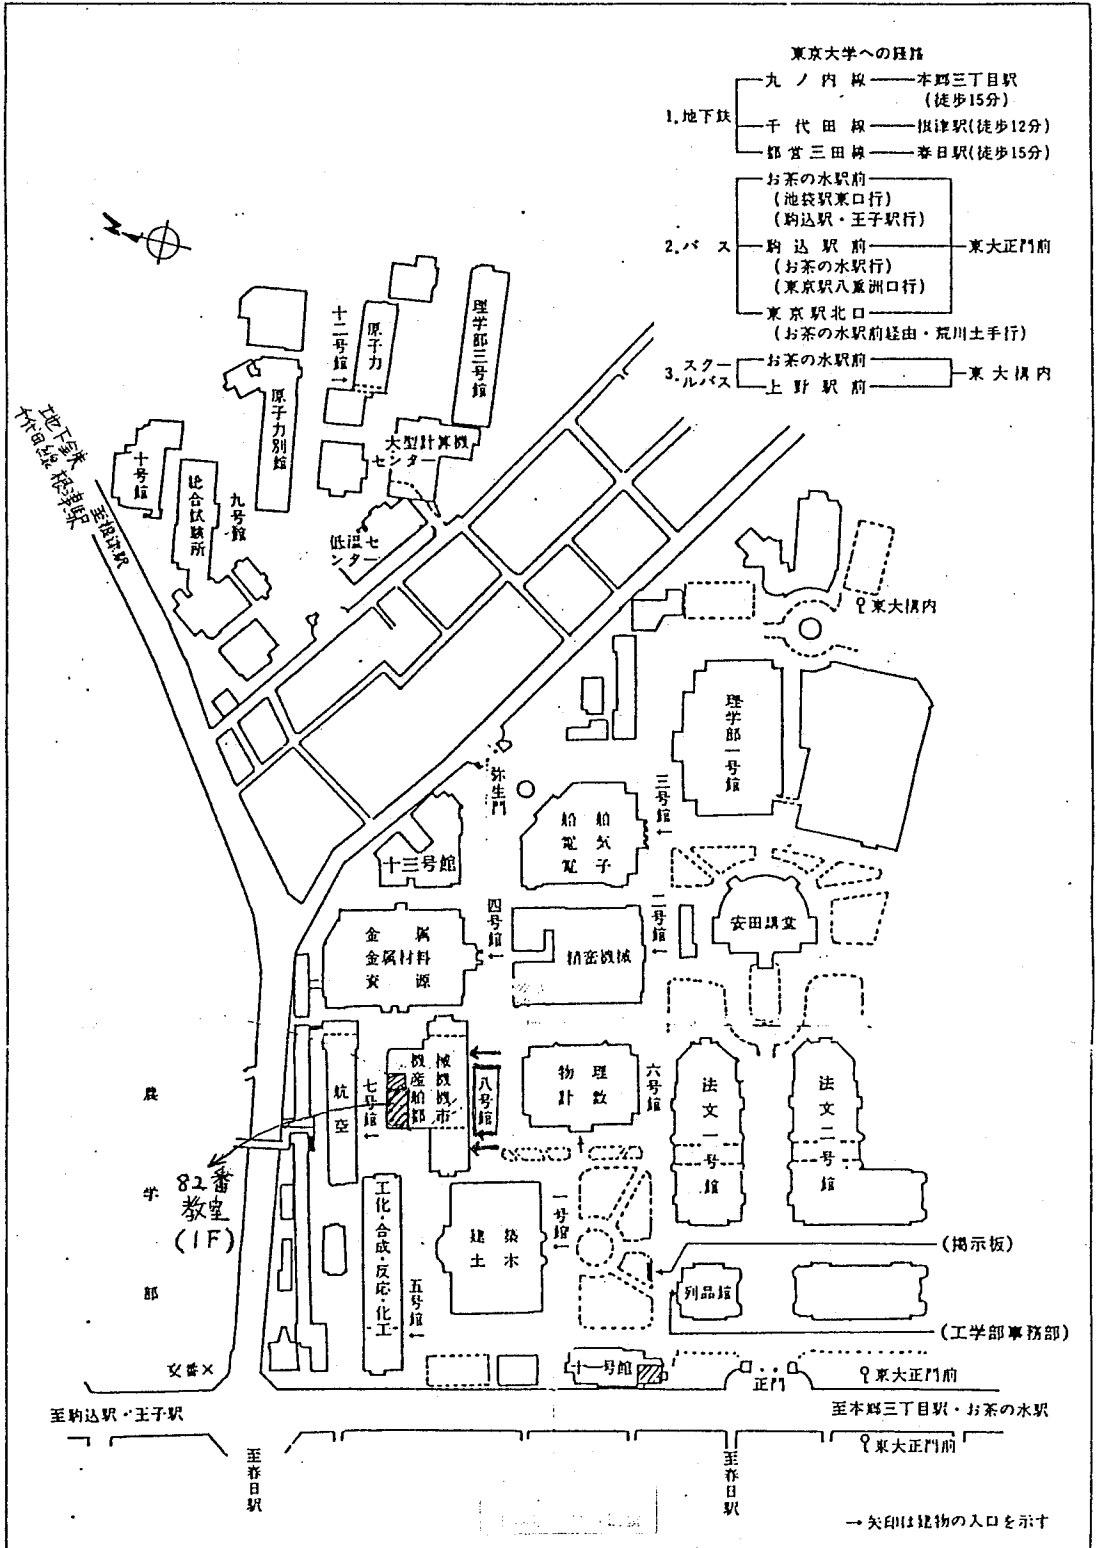 東京大学への経路
1.地下鉄
丸ノ内線――本郷三丁目駅
(徒歩15分)
千代田線――根津駅(徒歩12分)
都営三田線――春日駅(徒歩15分)
2.バス
お茶の水駅前
(池袋駅東口行)
(駒込駅・王子駅行)
駒込駅前
東大正門前
(お茶の水駅行)
(東京駅八重洲口行)
東京駅北口
(お茶の水駅前経由・荒川土手行)
3.スクールバス
お茶の水駅前
上野駅前
東大構内
N
理学部三号館
原子力
十二号館→
原子力別館
大型計算機
センター
十号館
総合試験所
九号館
低温セ
ンター
地下鉄
千代田線 根津駅
至根津駅
東大構内
理学部一号館
弥生門
三号館→
船舶
電気
電子
十三号館
四号館←
二号館←
安田講堂
金属
金属材料
資源
精密機械
航空
七号館←
機械
産機
舶機
都市
八号館
物理
計数
六号館
法文一号館
法文二号館
農学部
82番
教室
(1F)
工化・合成・反応・化工
五号館←
建築
土木
一号館←
(掲示板)
列品館
(工学部事務部)
交番×
十一号館
正門
東大正門前
至駒込駅・王子駅
至本郷三丁目駅・お茶の水駅
東大正門前
至春日駅
至春日駅
→矢印は建物の入口を示す